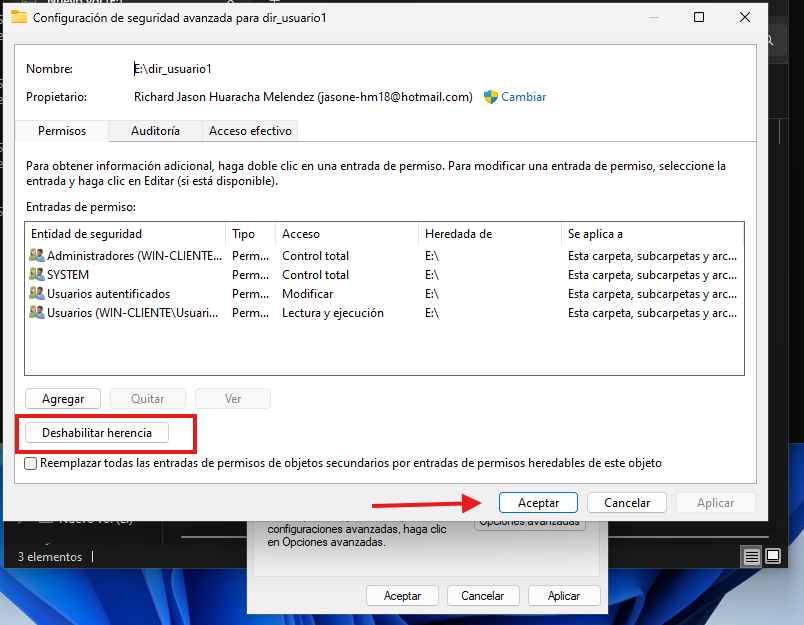 Configuración de seguridad avanzada para dir_usuario1
Nombre: E:\dir_usuario1
Propietario: Richard Jason Huaracha Melendez (jasone-hm18@hotmail.com) Cambiar
Permisos Auditoría Acceso efectivo
Para obtener información adicional, haga doble clic en una entrada de permiso. Para modificar una entrada de permiso, seleccione la
entrada y haga clic en Editar (si está disponible).
Entradas de permiso:
Entidad de seguridad Tipo Acceso Heredada de Se aplica a
Administradores (WIN-CLIENTE... Perm... Control total E:\ Esta carpeta, subcarpetas y arc...
SYSTEM Perm... Control total E:\ Esta carpeta, subcarpetas y arc...
Usuarios autentificados Perm... Modificar E:\ Esta carpeta, subcarpetas y arc...
Usuarios (WIN-CLIENTE\Usuari... Perm... Lectura y ejecución E:\ Esta carpeta, subcarpetas y arc...
Agregar Quitar Ver
Deshabilitar herencia
Reemplazar todas las entradas de permisos de objetos secundarios por entradas de permisos heredables de este objeto
Aceptar Cancelar Aplicar
configuraciones avanzadas, haga clic
en Opciones avanzadas.
Opciones avanzadas
3 elementos
Aceptar Cancelar Aplicar